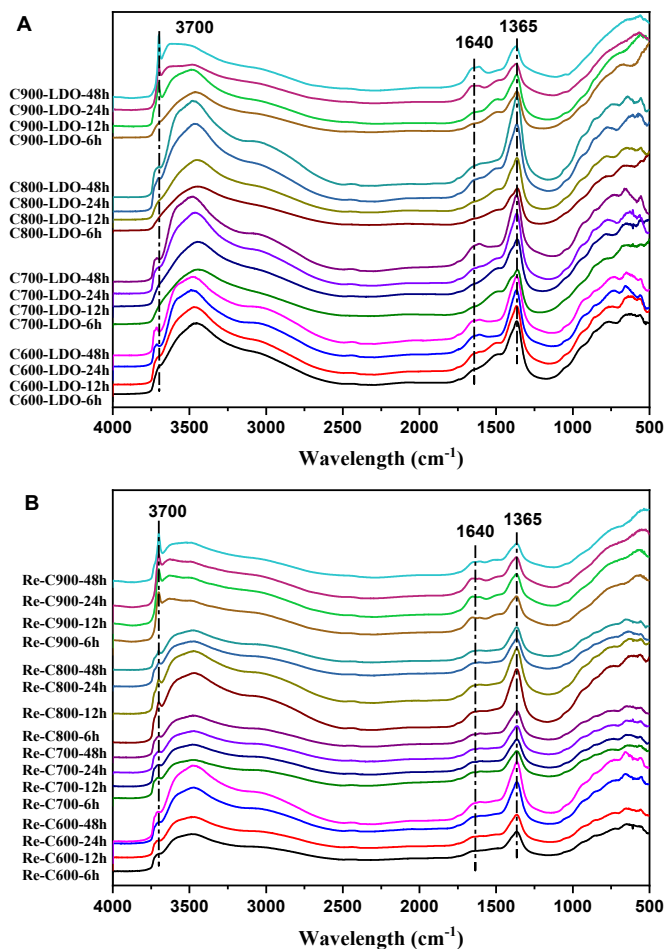 A
3700
1640
1365
C900-LDO-48h
C900-LDO-24h
C900-LDO-12h
C900-LDO-6h
C800-LDO-48h
C800-LDO-24h
C800-LDO-12h
C800-LDO-6h
C700-LDO-48h
C700-LDO-24h
C700-LDO-12h
C700-LDO-6h
C600-LDO-48h
C600-LDO-24h
C600-LDO-12h
C600-LDO-6h
4000 3500 3000 2500 2000 1500 1000 500
Wavelength (cm⁻¹)
B
3700
1640
1365
Re-C900-48h
Re-C900-24h
Re-C900-12h
Re-C900-6h
Re-C800-48h
Re-C800-24h
Re-C800-12h
Re-C800-6h
Re-C700-48h
Re-C700-24h
Re-C700-12h
Re-C700-6h
Re-C600-48h
Re-C600-24h
Re-C600-12h
Re-C600-6h
4000 3500 3000 2500 2000 1500 1000 500
Wavelength (cm⁻¹)